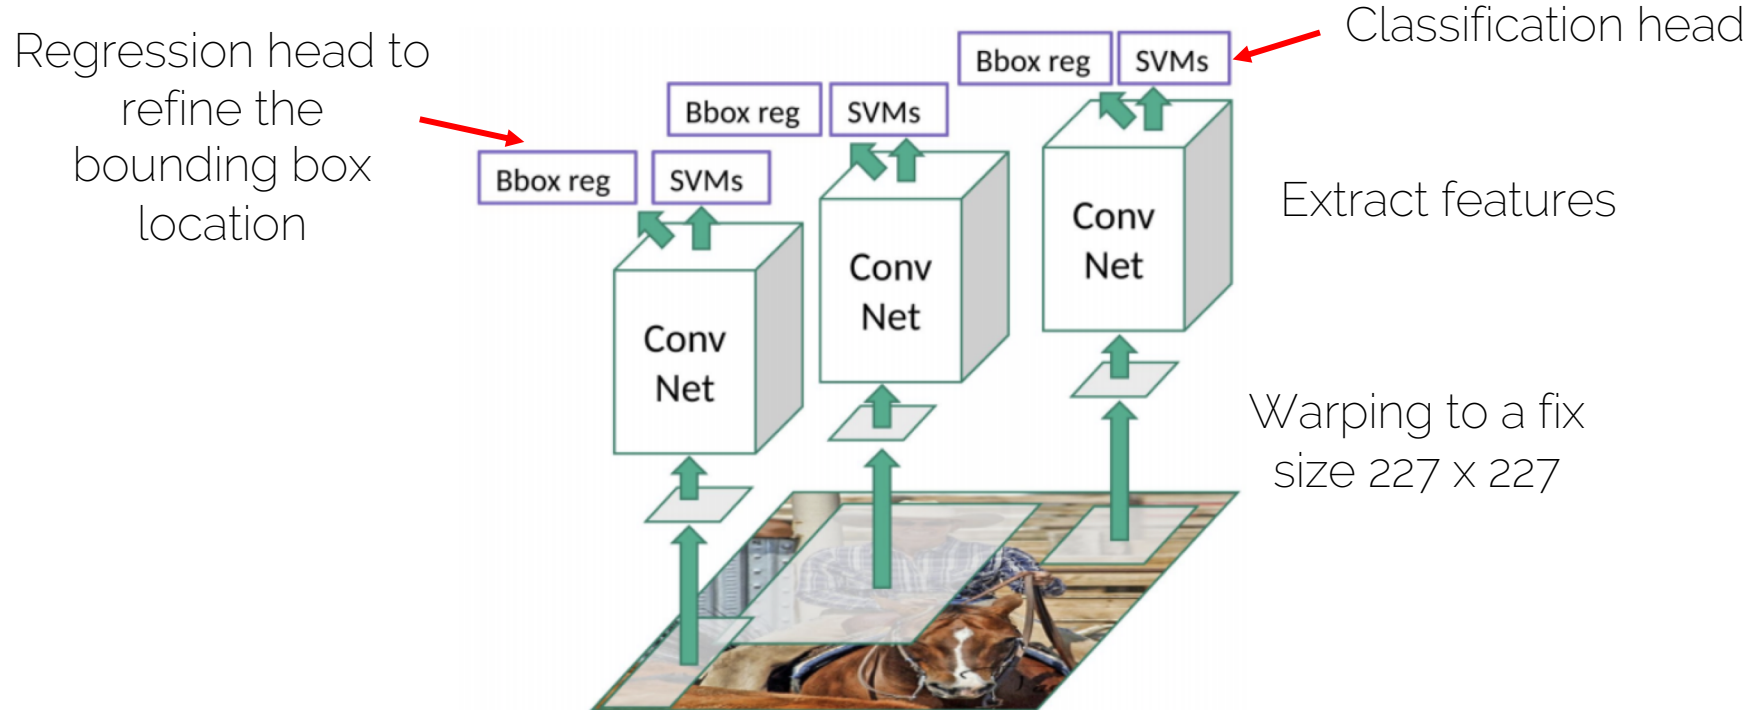 Regression head to
refine the
bounding box
location
Classification head
Bbox reg
SVMs
Bbox reg
SVMs
Bbox reg
SVMs
Conv
Net
Conv
Net
Conv
Net
Extract features
Warping to a fix
size 227 x 227